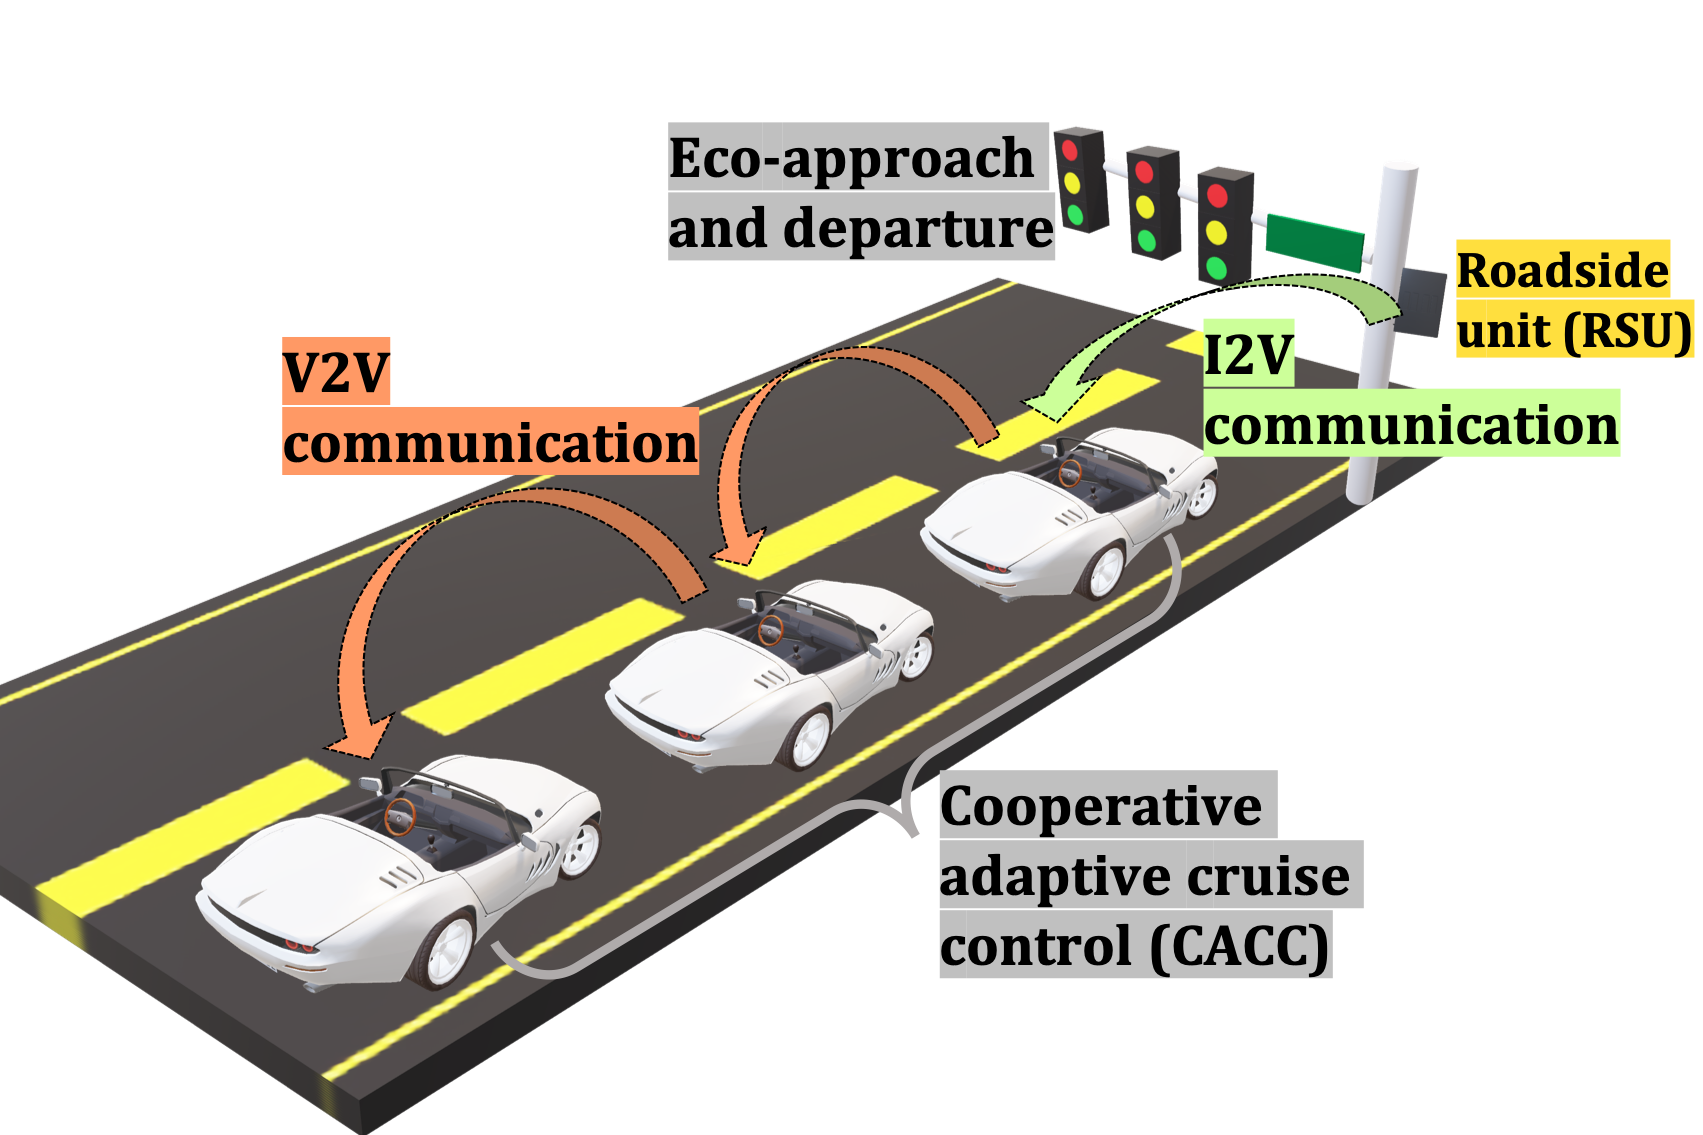 Eco-approach
and departure
Roadside
unit (RSU)
I2V
communication
V2V
communication
Cooperative
adaptive cruise
control (CACC)